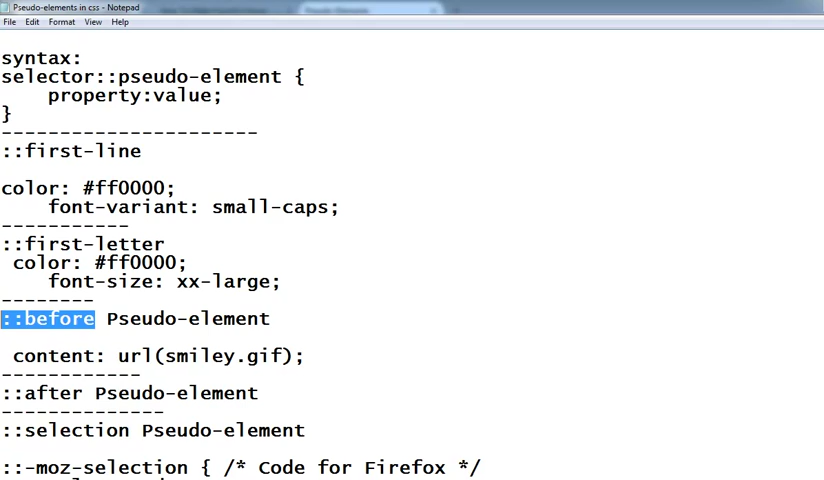 Pseudo-elements in css - Notepad
File Edit Format View Help
syntax:
selector::pseudo-element {
property:value;
}
----------------------
::first-line
color: #ff0000;
font-variant: small-caps;
-----------
::first-letter
color: #ff0000;
font-size: xx-large;
--------
::before Pseudo-element
content: url(smiley.gif);
------------
::after Pseudo-element
--------------
::selection Pseudo-element
::-moz-selection { /* Code for Firefox */